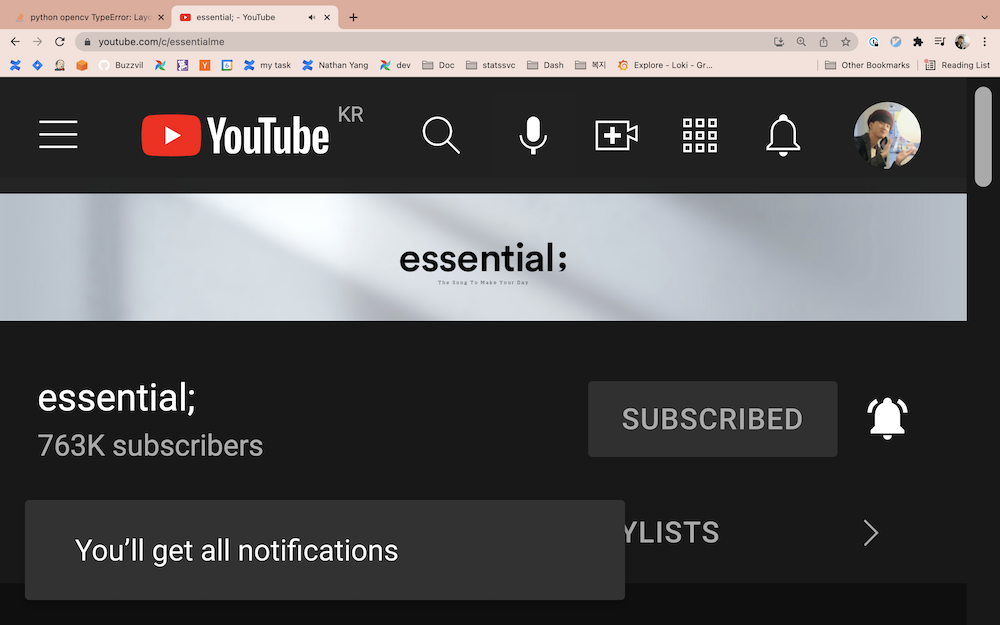 python opencv TypeError: Layo
essential; - YouTube
youtube.com/c/essentialme
Buzzvil
my task
Nathan Yang
dev
Doc
statssvc
Dash
복지
Explore - Loki - Gr...
Other Bookmarks
Reading List
YouTube KR
essential;
The Song To Make Your Day
essential;
763K subscribers
SUBSCRIBED
YLISTS
You’ll get all notifications